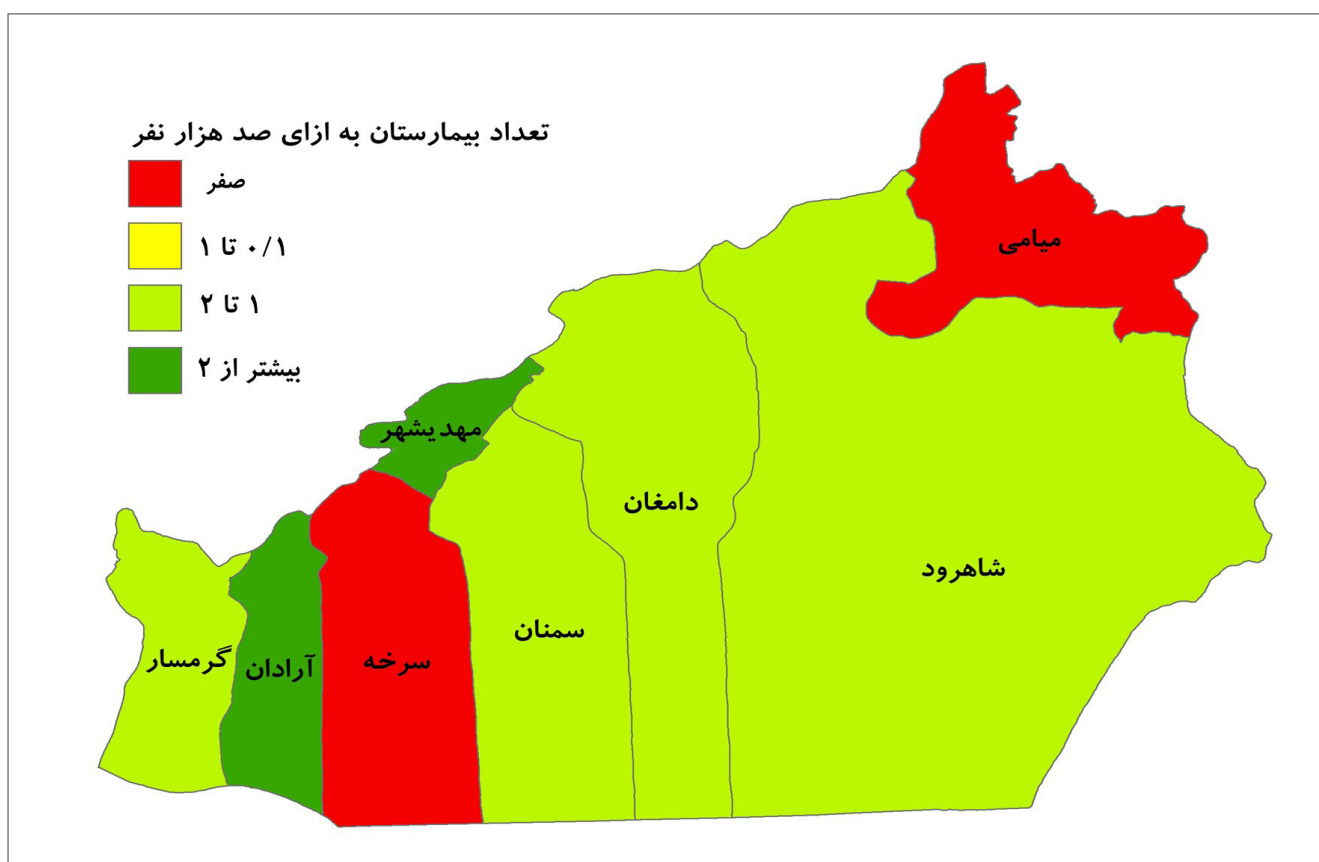 تعداد بیمارستان به ازای صد هزار نفر
صفر
۰/۱ تا ۱
۱ تا ۲
بیشتر از ۲
میامی
مهدیشهر
دامغان
شاهرود
سمنان
سرخه
آرادان
گرمسار